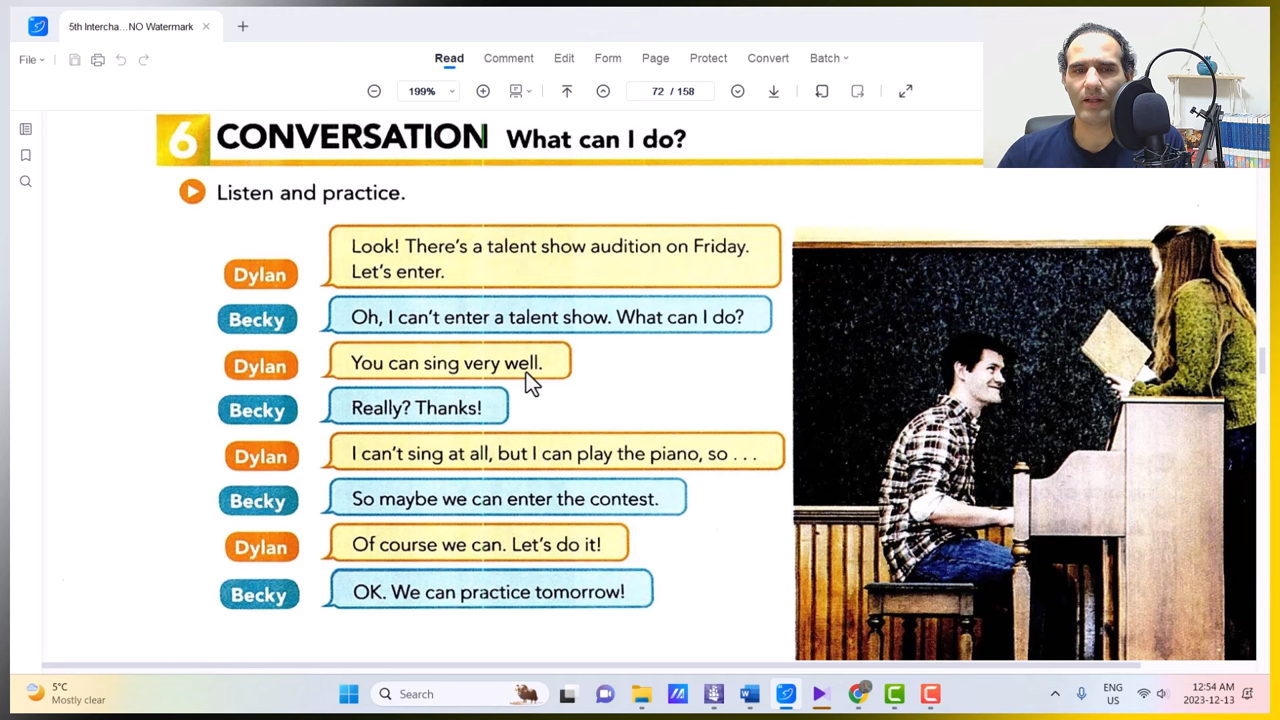 5th Intercha...NO Watermark
File
Read
Comment
Edit
Form
Page
Protect
Convert
Batch
199%
72 / 158
6 CONVERSATION What can I do?
Listen and practice.
Dylan
Look! There's a talent show audition on Friday.
Let's enter.
Becky
Oh, I can't enter a talent show. What can I do?
Dylan
You can sing very well.
Becky
Really? Thanks!
Dylan
I can't sing at all, but I can play the piano, so . . .
Becky
So maybe we can enter the contest.
Dylan
Of course we can. Let's do it!
Becky
OK. We can practice tomorrow!
5°C
Mostly clear
Search
ENG
US
12:54 AM
2023-12-13